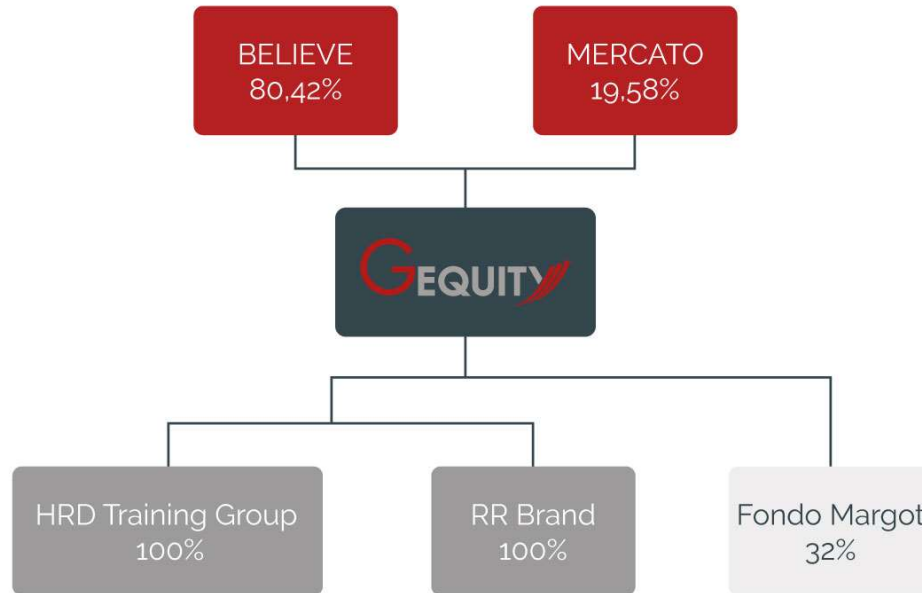 BELIEVE
80,42%
MERCATO
19,58%
GEQUITY
HRD Training Group
100%
RR Brand
100%
Fondo Margot
32%